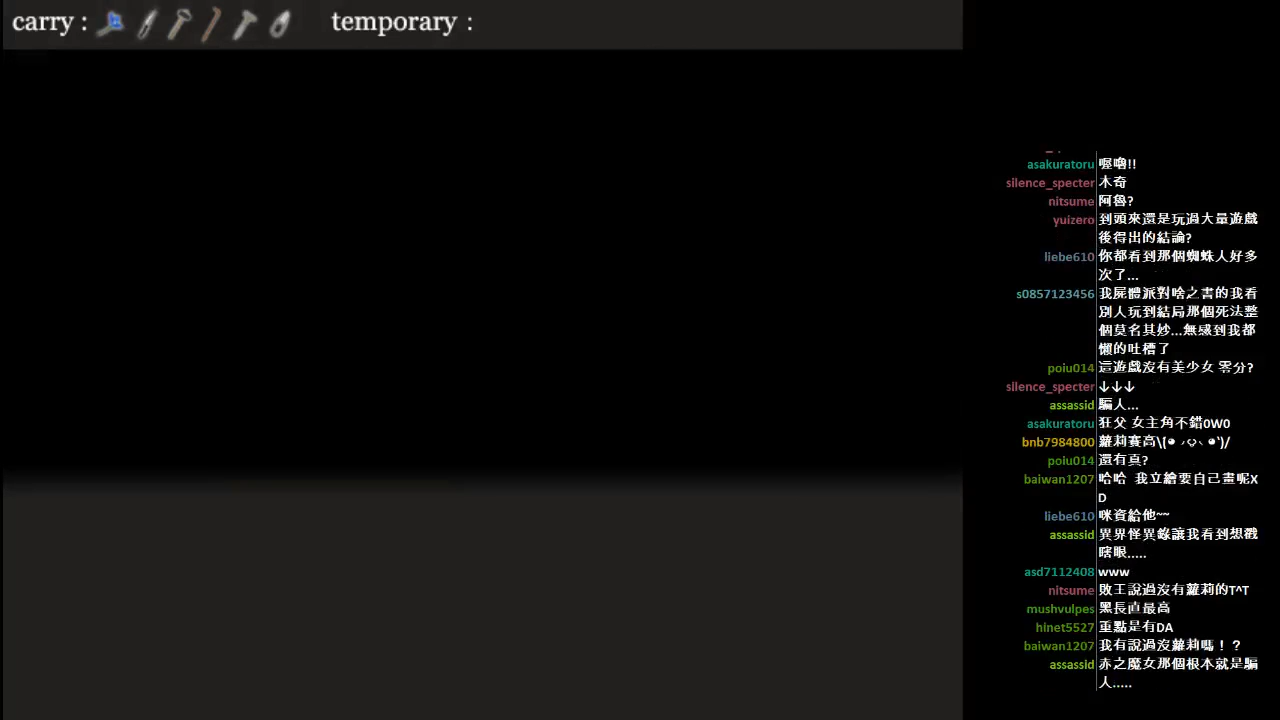 carry :
temporary :
asakuratoru 喔嚕!!
silence_specter 木奇
nitsume 阿魯?
yuizero 到頭來還是玩過大量遊戲
後得出的結論?
liebe610 你都看到那個蜘蛛人好多
次了...
s0857123456 我屍體派對啥之書的我看
別人玩到結局那個死法整
個莫名其妙...無感到我都
懶的吐槽了
poiu014 這遊戲沒有美少女 零分?
silence_specter ↓↓↓
assassid 騙人...
asakuratoru 狂父 女主角不錯0W0
bnb7984800 蘿莉賽高
poiu014 還有真?
baiwan1207 哈哈 我立繪要自己畫呢X
D
liebe610 咪資給他~~
assassid 異界怪異錄讓我看到想戳
瞎眼.....
asd7112408 www
nitsume 敗王說過沒有蘿莉的T^T
mushvulpes 黑長直最高
hinet5527 重點是有DA
baiwan1207 我有說過沒蘿莉嗎！？
assassid 赤之魔女那個根本就是騙
人.....